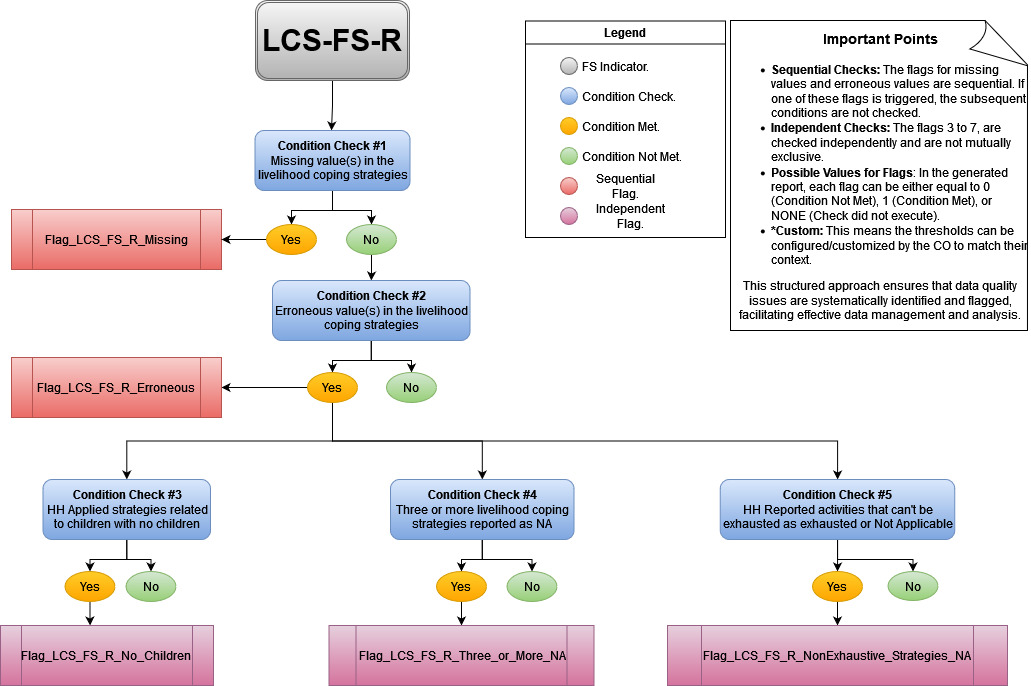 LCS-FS-R
Legend
FS Indicator.
Condition Check.
Condition Met.
Condition Not Met.
Sequential
Flag.
Independent
Flag.
Important Points
• Sequential Checks: The flags for missing
values and erroneous values are sequential. If
one of these flags is triggered, the subsequent
conditions are not checked.
• Independent Checks: The flags 3 to 7, are
checked independently and are not mutually
exclusive.
• Possible Values for Flags: In the generated
report, each flag can be either equal to 0
(Condition Not Met), 1 (Condition Met), or
NONE (Check did not execute).
• *Custom: This means the thresholds can be
configured/customized by the CO to match their
context.
This structured approach ensures that data quality
issues are systematically identified and flagged,
facilitating effective data management and analysis.
Condition Check #1
Missing value(s) in the
livelihood coping strategies
Flag_LCS_FS_R_Missing
Yes
No
Condition Check #2
Erroneous value(s) in the livelihood
coping strategies
Flag_LCS_FS_R_Erroneous
Yes
No
Condition Check #3
HH Applied strategies related
to children with no children
Condition Check #4
Three or more livelihood coping
strategies reported as NA
Condition Check #5
HH Reported activities that can't be
exhausted as exhausted or Not Applicable
Yes
No
Yes
No
Yes
No
Flag_LCS_FS_R_No_Children
Flag_LCS_FS_R_Three_or_More_NA
Flag_LCS_FS_R_NonExhaustive_Strategies_NA